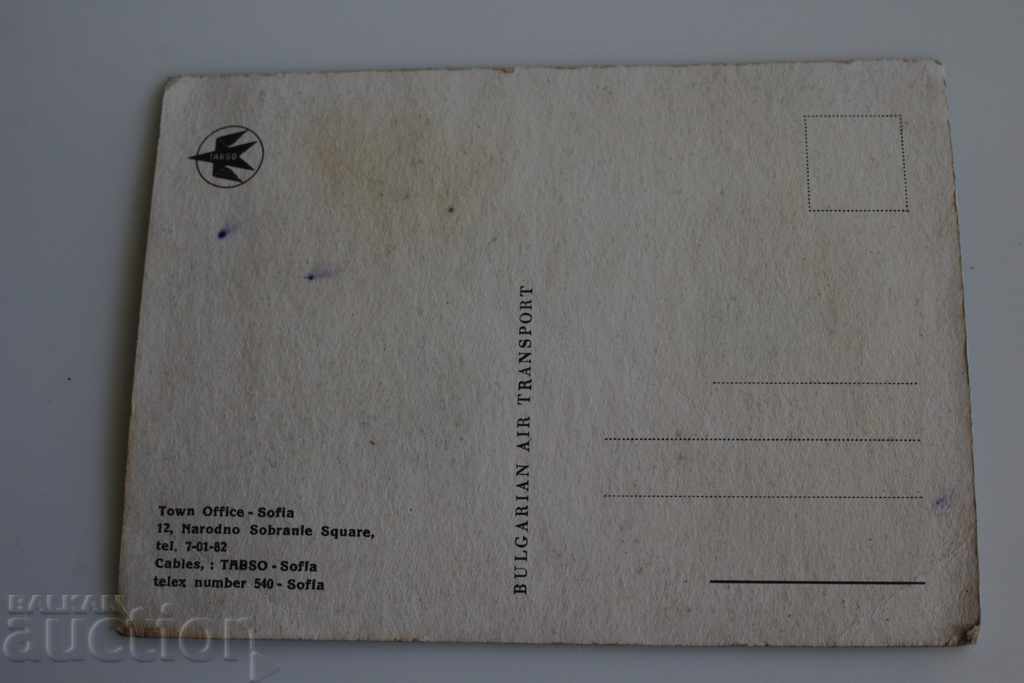 TABSO
Town Office - Sofia
12, Narodno Sobranie Square,
tel. 7-01-82
Cables, : TABSO - Sofia
telex number 540 - Sofia
BULGARIAN AIR TRANSPORT
BALKAN
auction